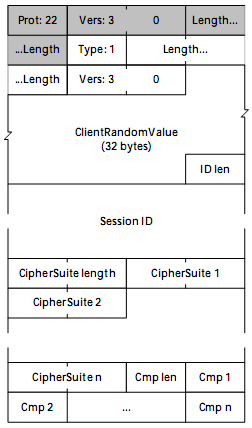 Prot: 22 Vers: 3 0 Length...
...Length Type: 1 Length...
...Length Vers: 3 0
ClientRandomValue
(32 bytes)
ID len
Session ID
CipherSuite length CipherSuite 1
CipherSuite 2
CipherSuite n Cmp len Cmp 1
Cmp 2 ... Cmp n